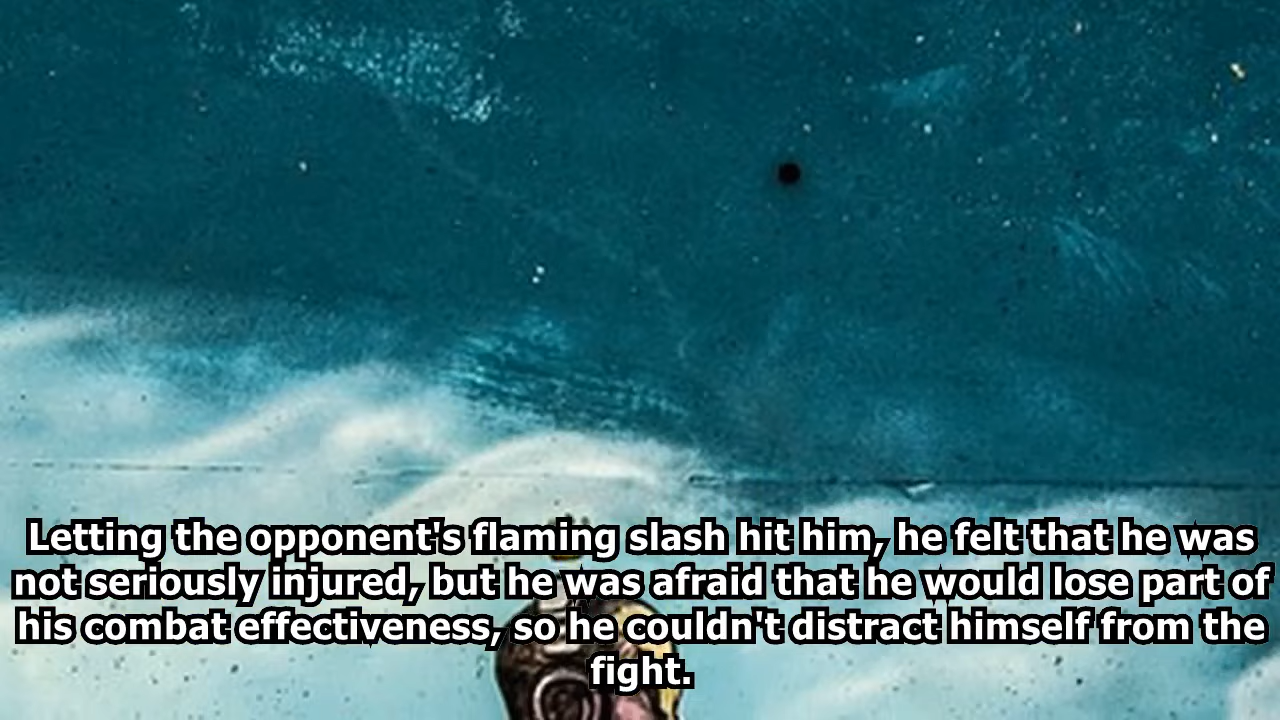 Letting the opponent's flaming slash hit him, he felt that he was
not seriously injured, but he was afraid that he would lose part of
his combat effectiveness, so he couldn't distract himself from the
fight.